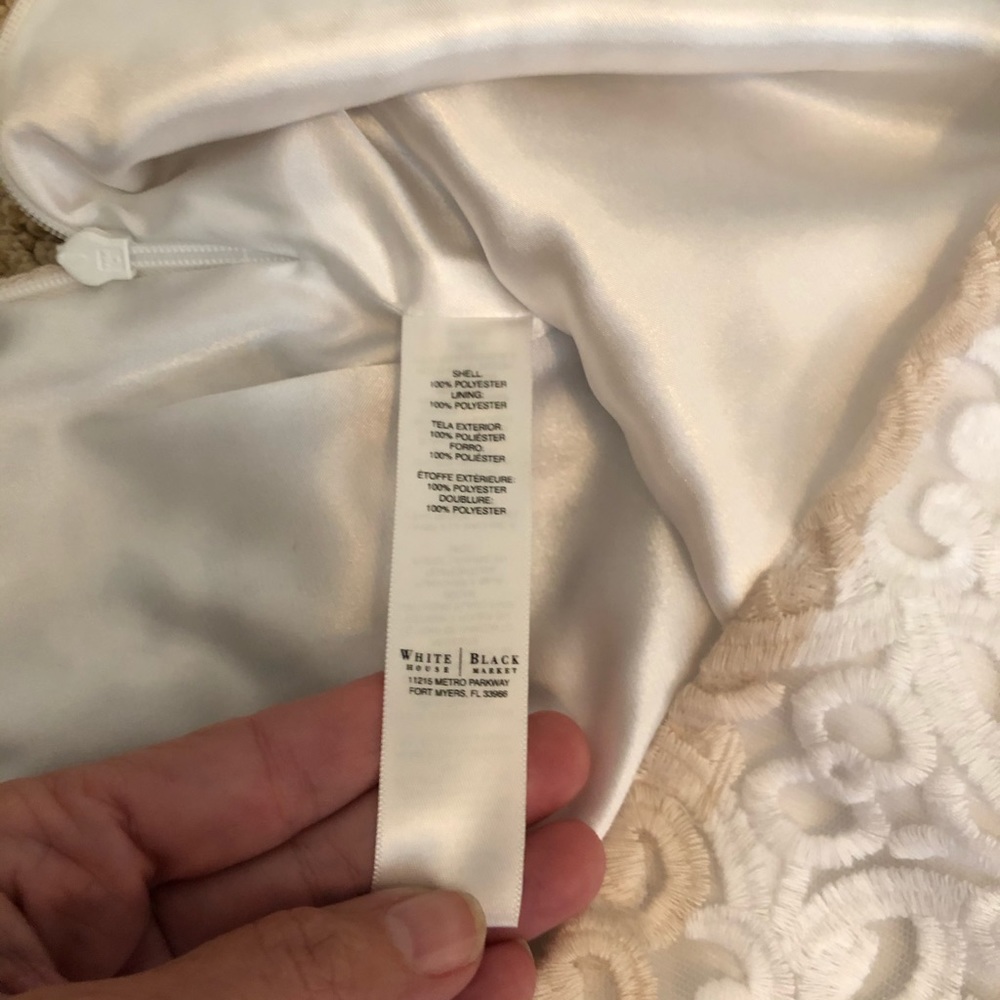 SHELL:
100% POLYESTER
LINING:
100% POLYESTER
TELA EXTERIOR:
100% POLIÉSTER
FORRO:
100% POLIÉSTER
ÉTOFFE EXTÉRIEURE:
100% POLYESTER
DOUBLURE:
100% POLYESTER
WHITE HOUSE | BLACK MARKET
11215 METRO PARKWAY
FORT MYERS, FL 33966